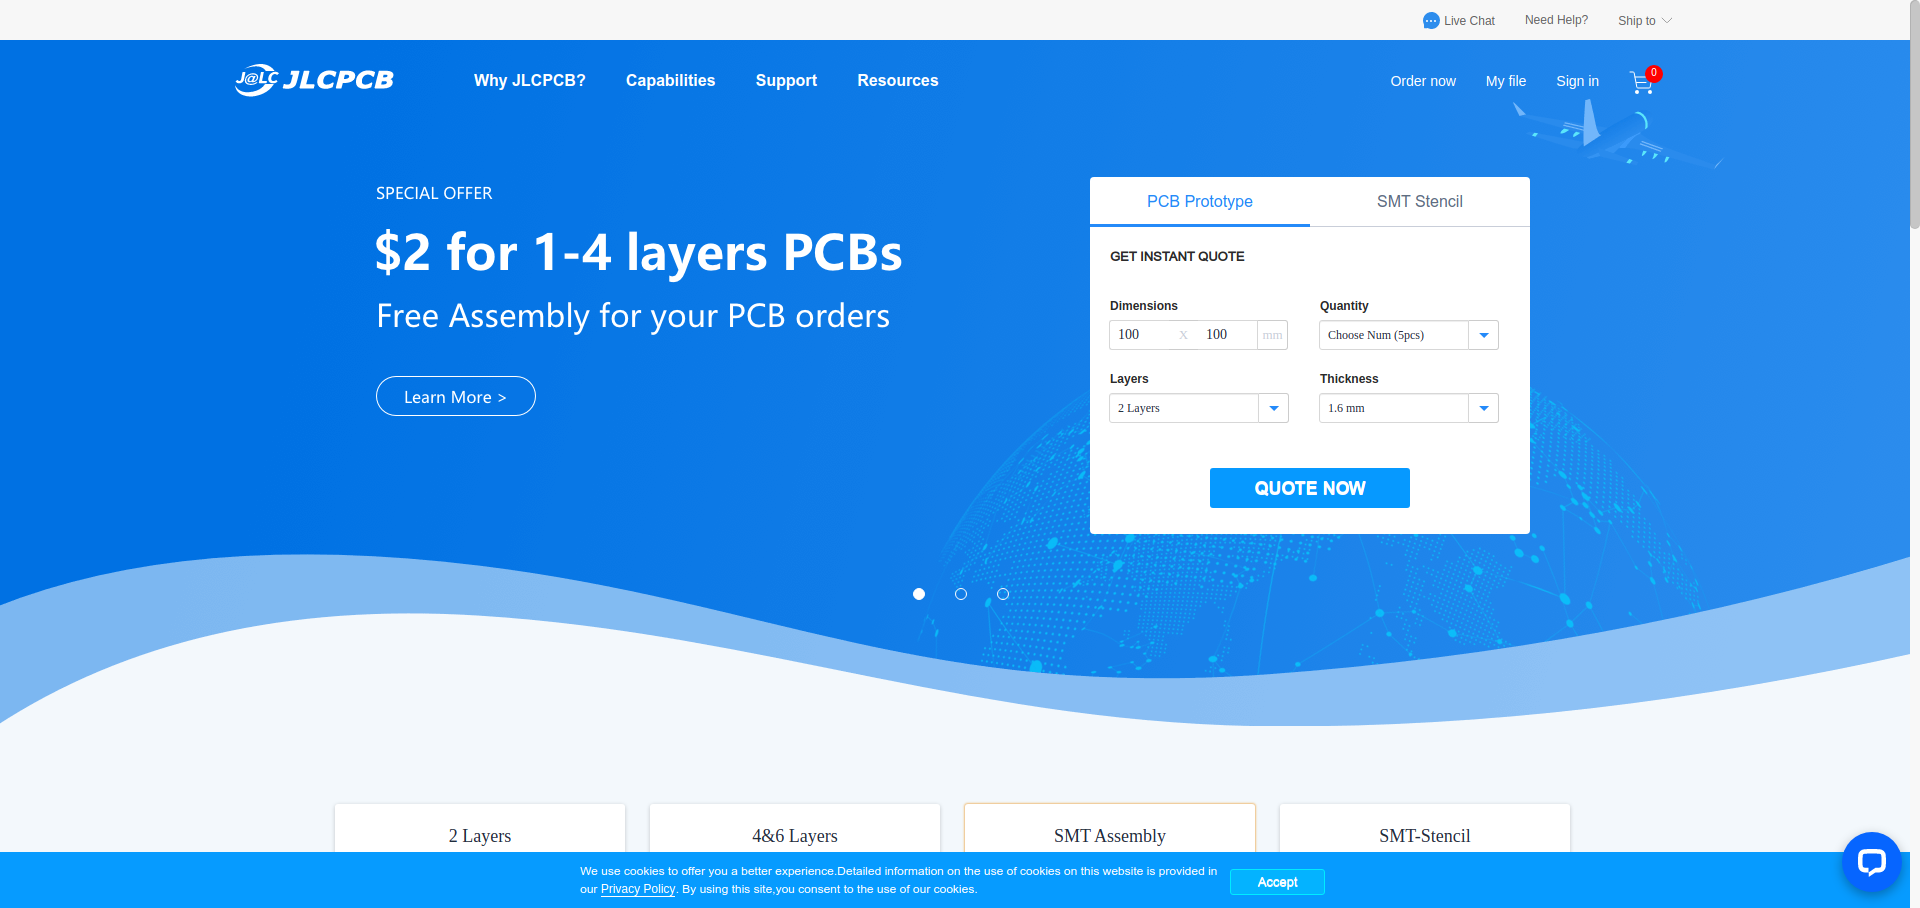 Live Chat
Need Help?
Ship to
J@LC JLCPCB
Why JLCPCB?
Capabilities
Support
Resources
Order now
My file
Sign in
0
SPECIAL OFFER
$2 for 1-4 layers PCBs
Free Assembly for your PCB orders
Learn More >
PCB Prototype
SMT Stencil
GET INSTANT QUOTE
Dimensions
Quantity
100 X 100 mm
Choose Num (5pcs)
Layers
Thickness
2 Layers
1.6 mm
QUOTE NOW
2 Layers
4&6 Layers
SMT Assembly
SMT-Stencil
We use cookies to offer you a better experience.Detailed information on the use of cookies on this website is provided in
our Privacy Policy. By using this site,you consent to the use of our cookies.
Accept